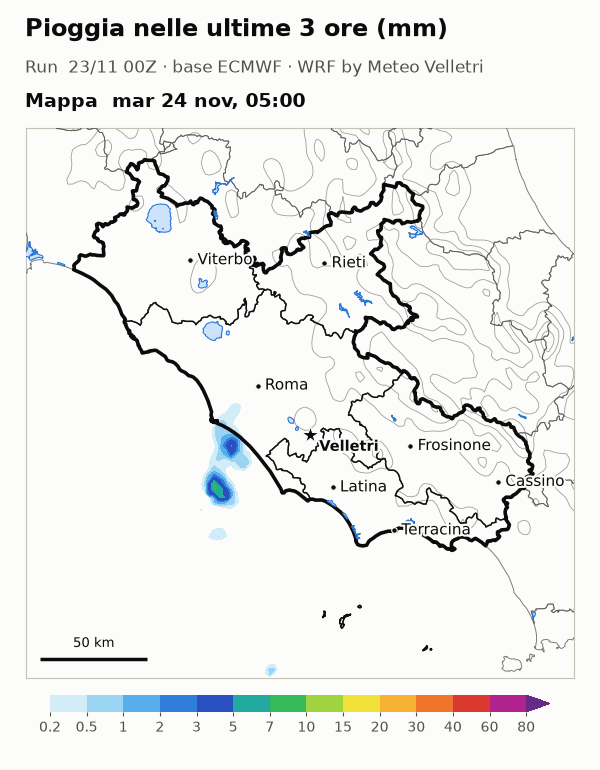 Pioggia nelle ultime 3 ore (mm)
Run  23/11 00Z · base ECMWF · WRF by Meteo Velletri
Mappa  mar 24 nov, 05:00
Viterbo
Rieti
Roma
Velletri
Frosinone
Latina
Cassino
Terracina
50 km
0.2 0.5 1 2 3 5 7 10 15 20 30 40 60 80